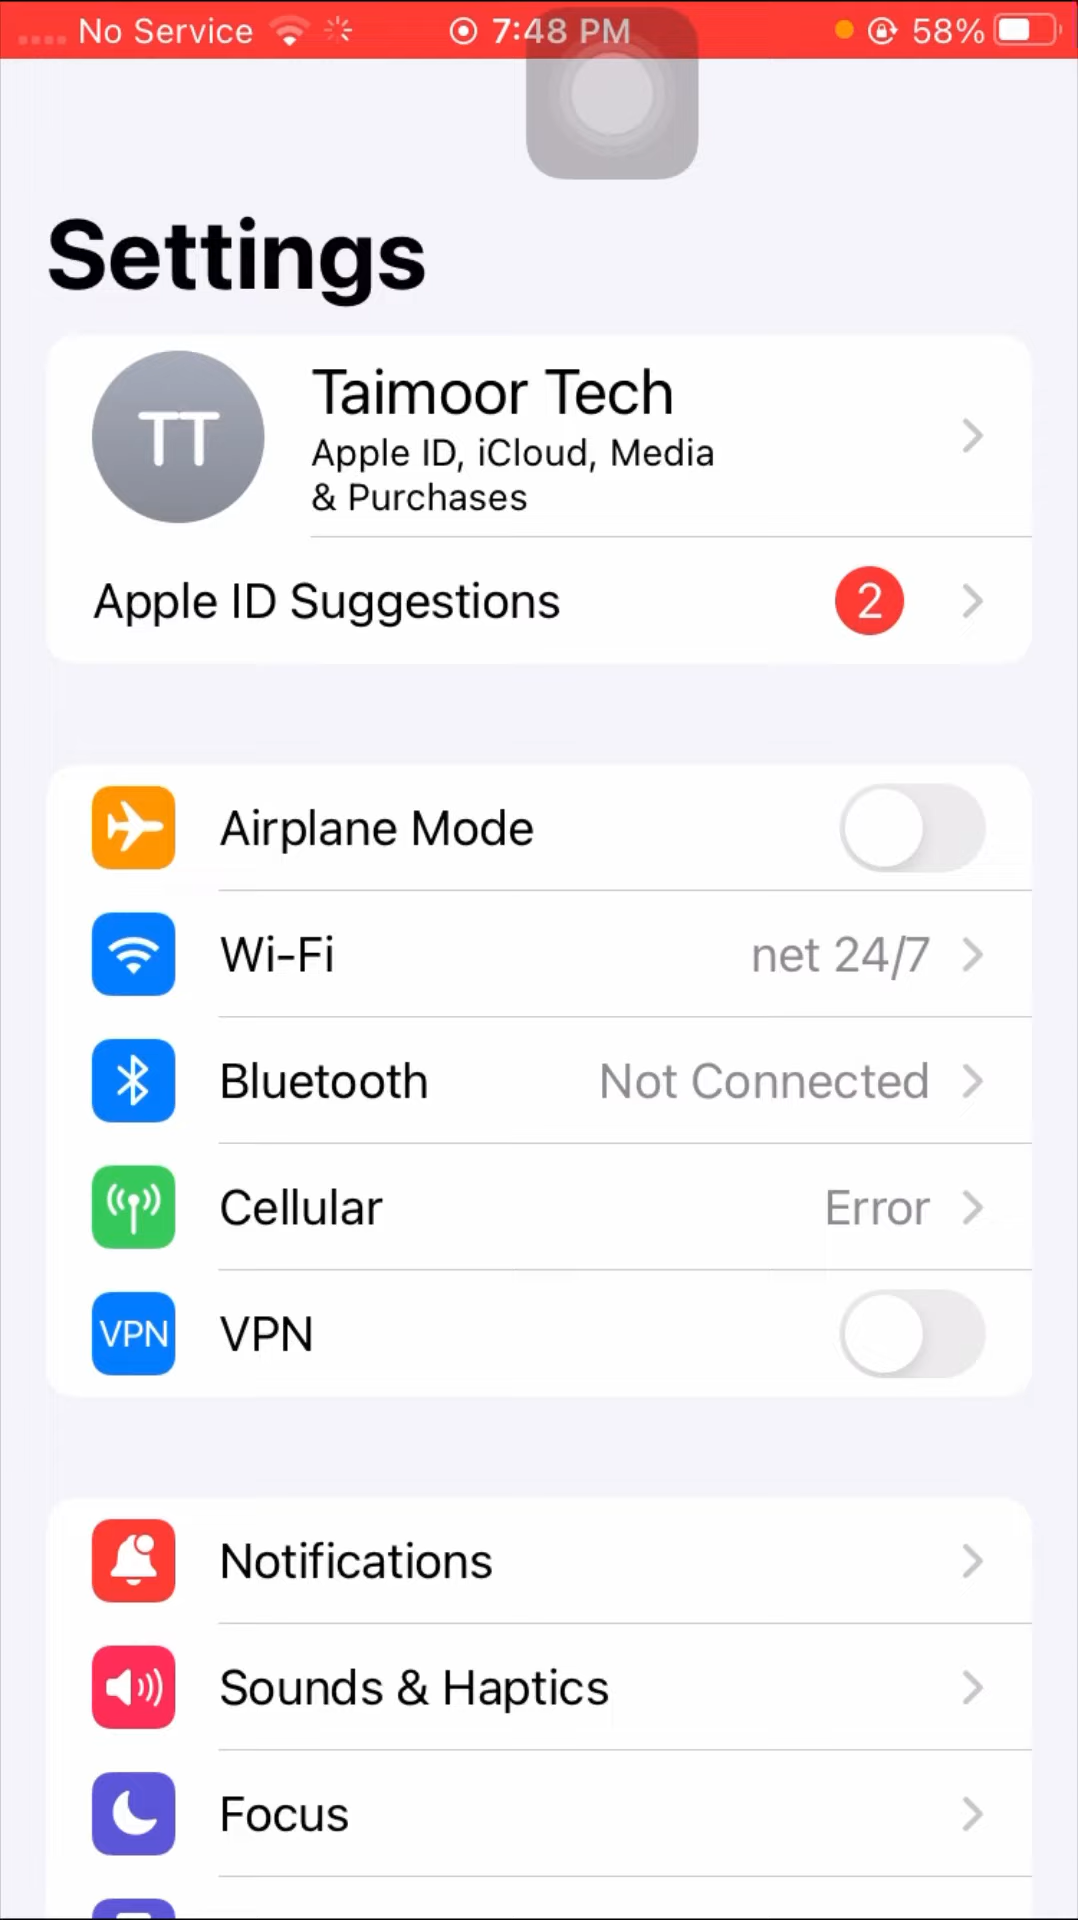 No Service 7:48 PM 58%
Settings
TT
Taimoor Tech
Apple ID, iCloud, Media
& Purchases
Apple ID Suggestions 2
Airplane Mode
Wi-Fi net 24/7
Bluetooth Not Connected
Cellular Error
VPN VPN
Notifications
Sounds & Haptics
Focus